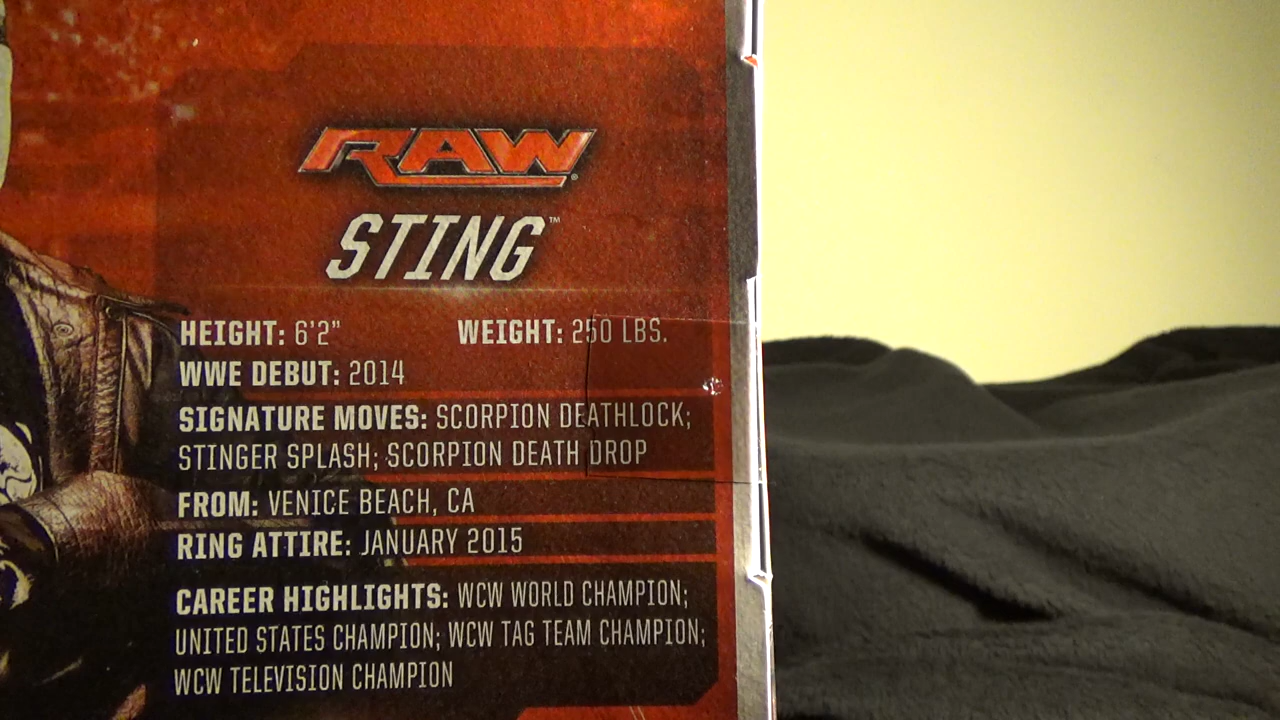 RAW®
STING™
HEIGHT: 6'2" WEIGHT: 250 LBS.
WWE DEBUT: 2014
SIGNATURE MOVES: SCORPION DEATHLOCK;
STINGER SPLASH; SCORPION DEATH DROP
FROM: VENICE BEACH, CA
RING ATTIRE: JANUARY 2015
CAREER HIGHLIGHTS: WCW WORLD CHAMPION;
UNITED STATES CHAMPION; WCW TAG TEAM CHAMPION;
WCW TELEVISION CHAMPION